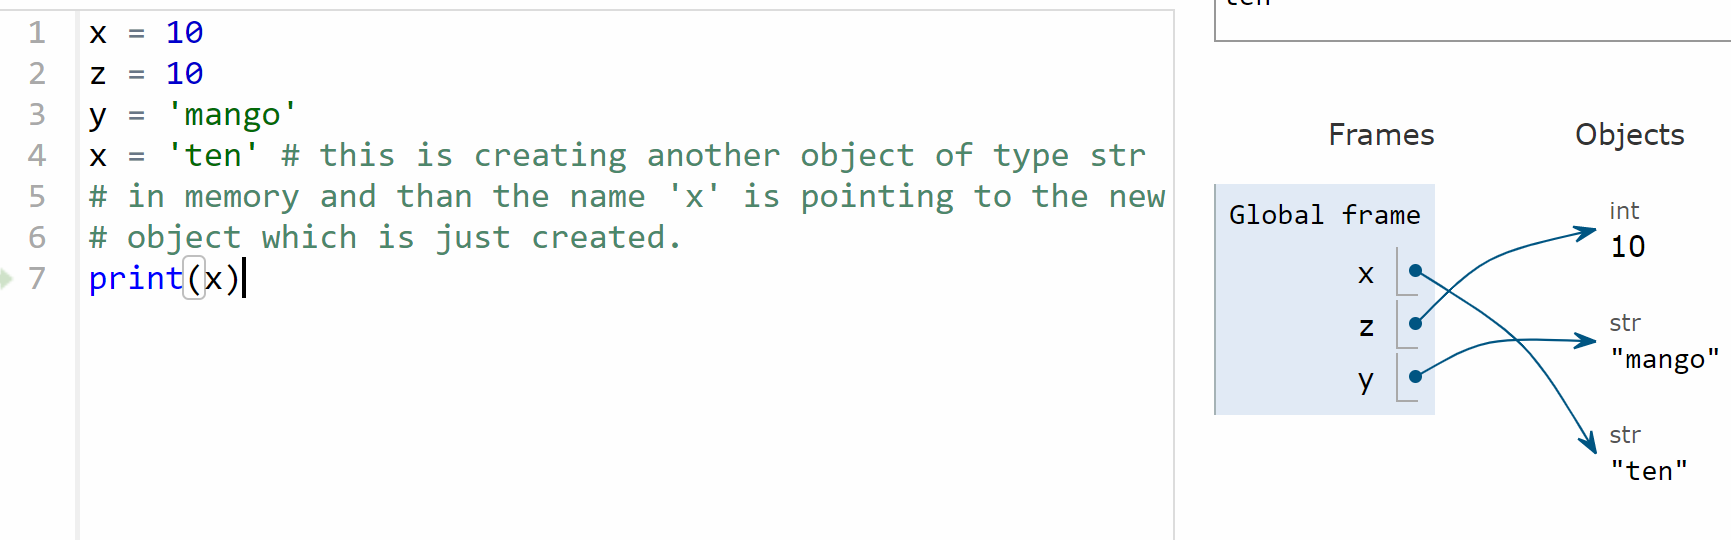 1 x = 10
2 z = 10
3 y = 'mango'
4 x = 'ten' # this is creating another object of type str
5 # in memory and than the name 'x' is pointing to the new
6 # object which is just created.
7 print(x)
ten
Frames Objects
Global frame
x
z
y
int
10
str
"mango"
str
"ten"